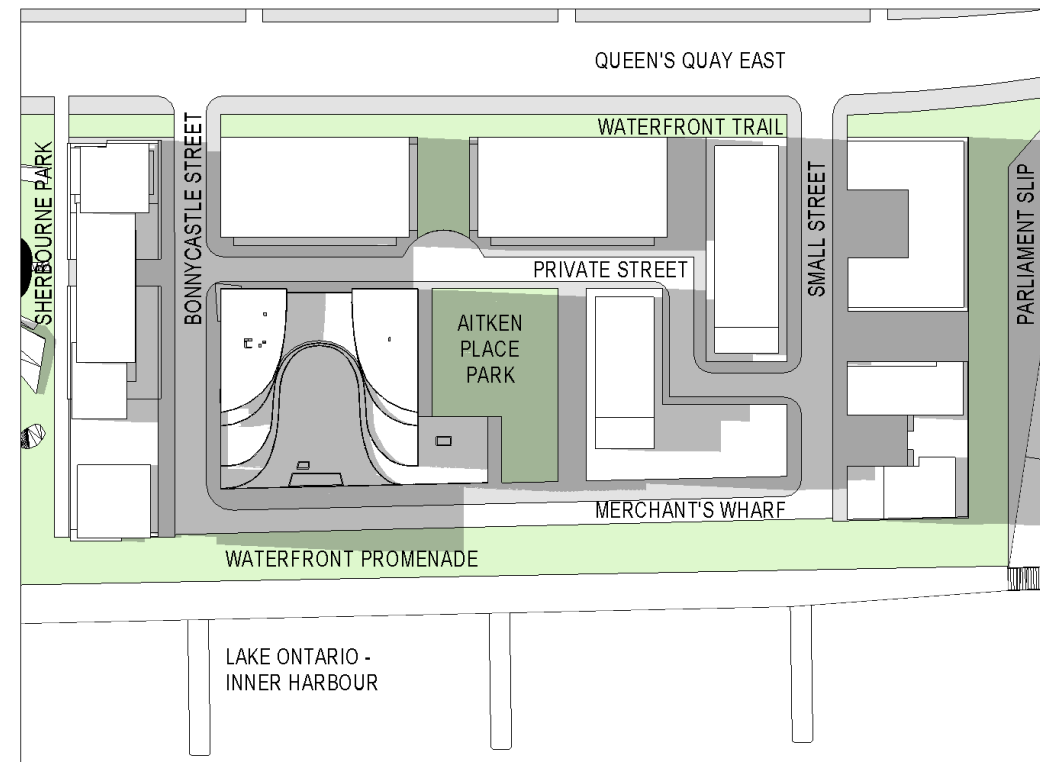 QUEEN'S QUAY EAST
WATERFRONT TRAIL
SHERBOURNE PARK
BONNYCASTLE STREET
SMALL STREET
PARLIAMENT SLIP
PRIVATE STREET
AITKEN
PLACE
PARK
MERCHANT'S WHARF
WATERFRONT PROMENADE
LAKE ONTARIO -
INNER HARBOUR